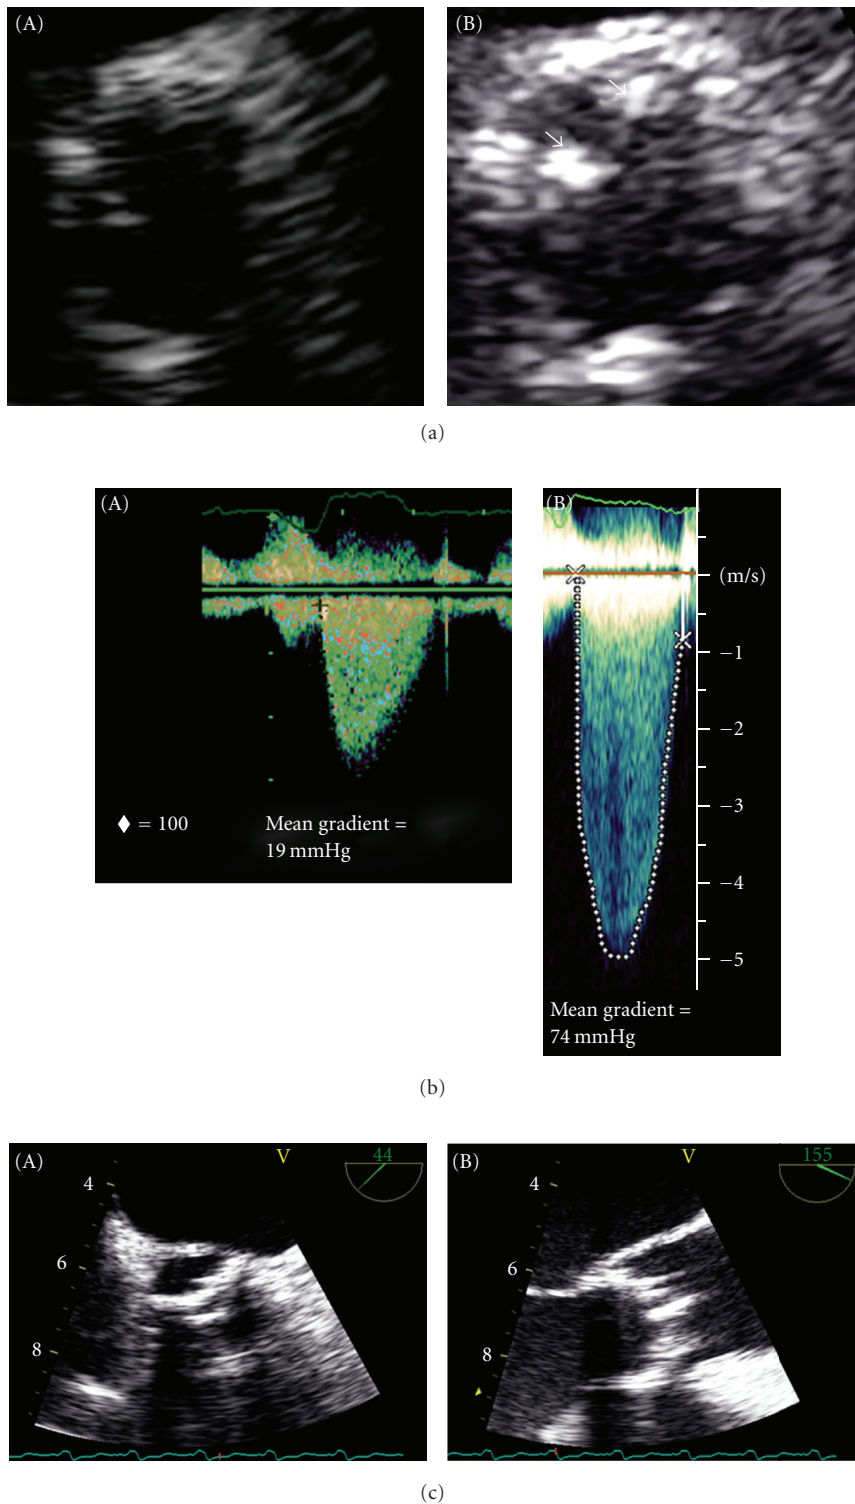 (A)
(B)
(a)
(A)
(B)
(m/s)
−1
−2
−3
−4
−5
♦ = 100
Mean gradient =
19 mmHg
Mean gradient =
74 mmHg
(b)
(A)
V
44
4
6
8
(B)
V
155
4
6
8
(c)